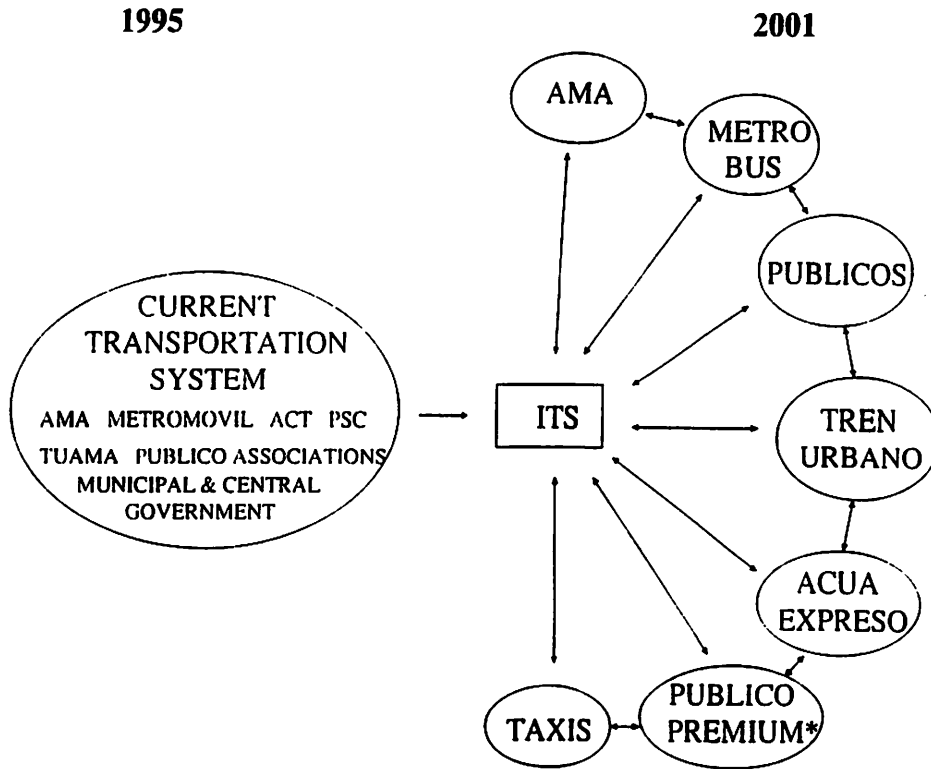 1995
2001
CURRENT
TRANSPORTATION
SYSTEM
AMA METROMOVIL ACT PSC
TUAMA PUBLICO ASSOCIATIONS
MUNICIPAL & CENTRAL
GOVERNMENT
ITS
AMA
METRO
BUS
PUBLICOS
TREN
URBANO
ACUA
EXPRESO
PUBLICO
PREMIUM*
TAXIS